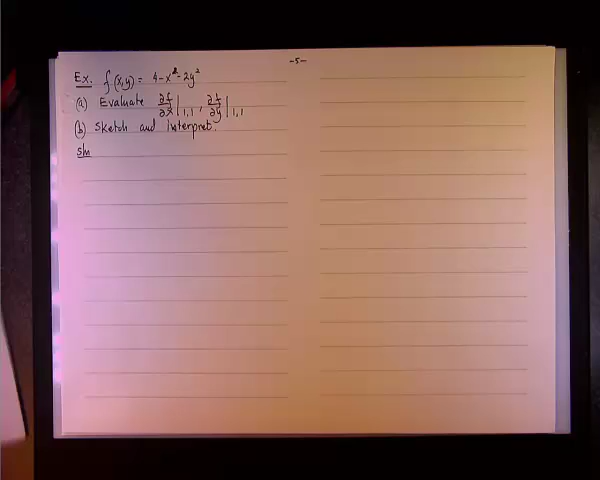 -5-
Ex. f(x,y) = 4-x²-2y²
(a) Evaluate ∂f/∂x|1,1 , ∂f/∂y|1,1
(b) Sketch and interpret.
Sln